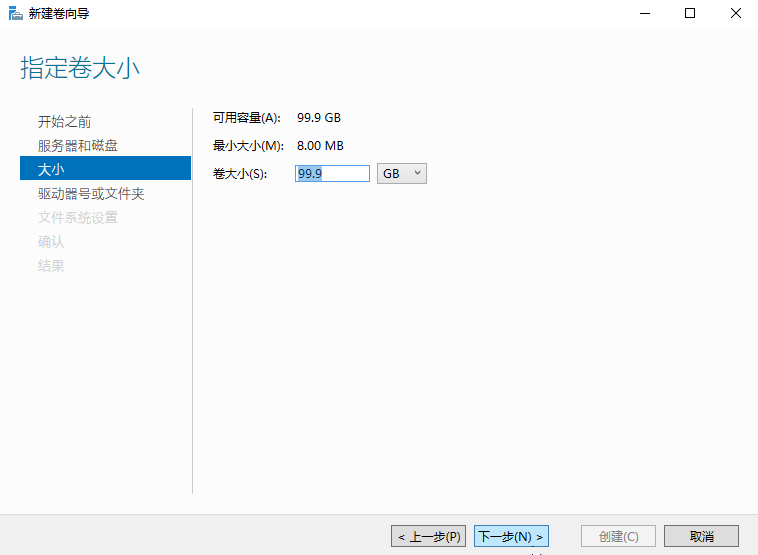 新建卷向导
指定卷大小
开始之前
服务器和磁盘
大小
驱动器号或文件夹
文件系统设置
确认
结果
可用容量(A): 99.9 GB
最小大小(M): 8.00 MB
卷大小(S): 99.9 GB
< 上一步(P) 下一步(N) > 创建(C) 取消